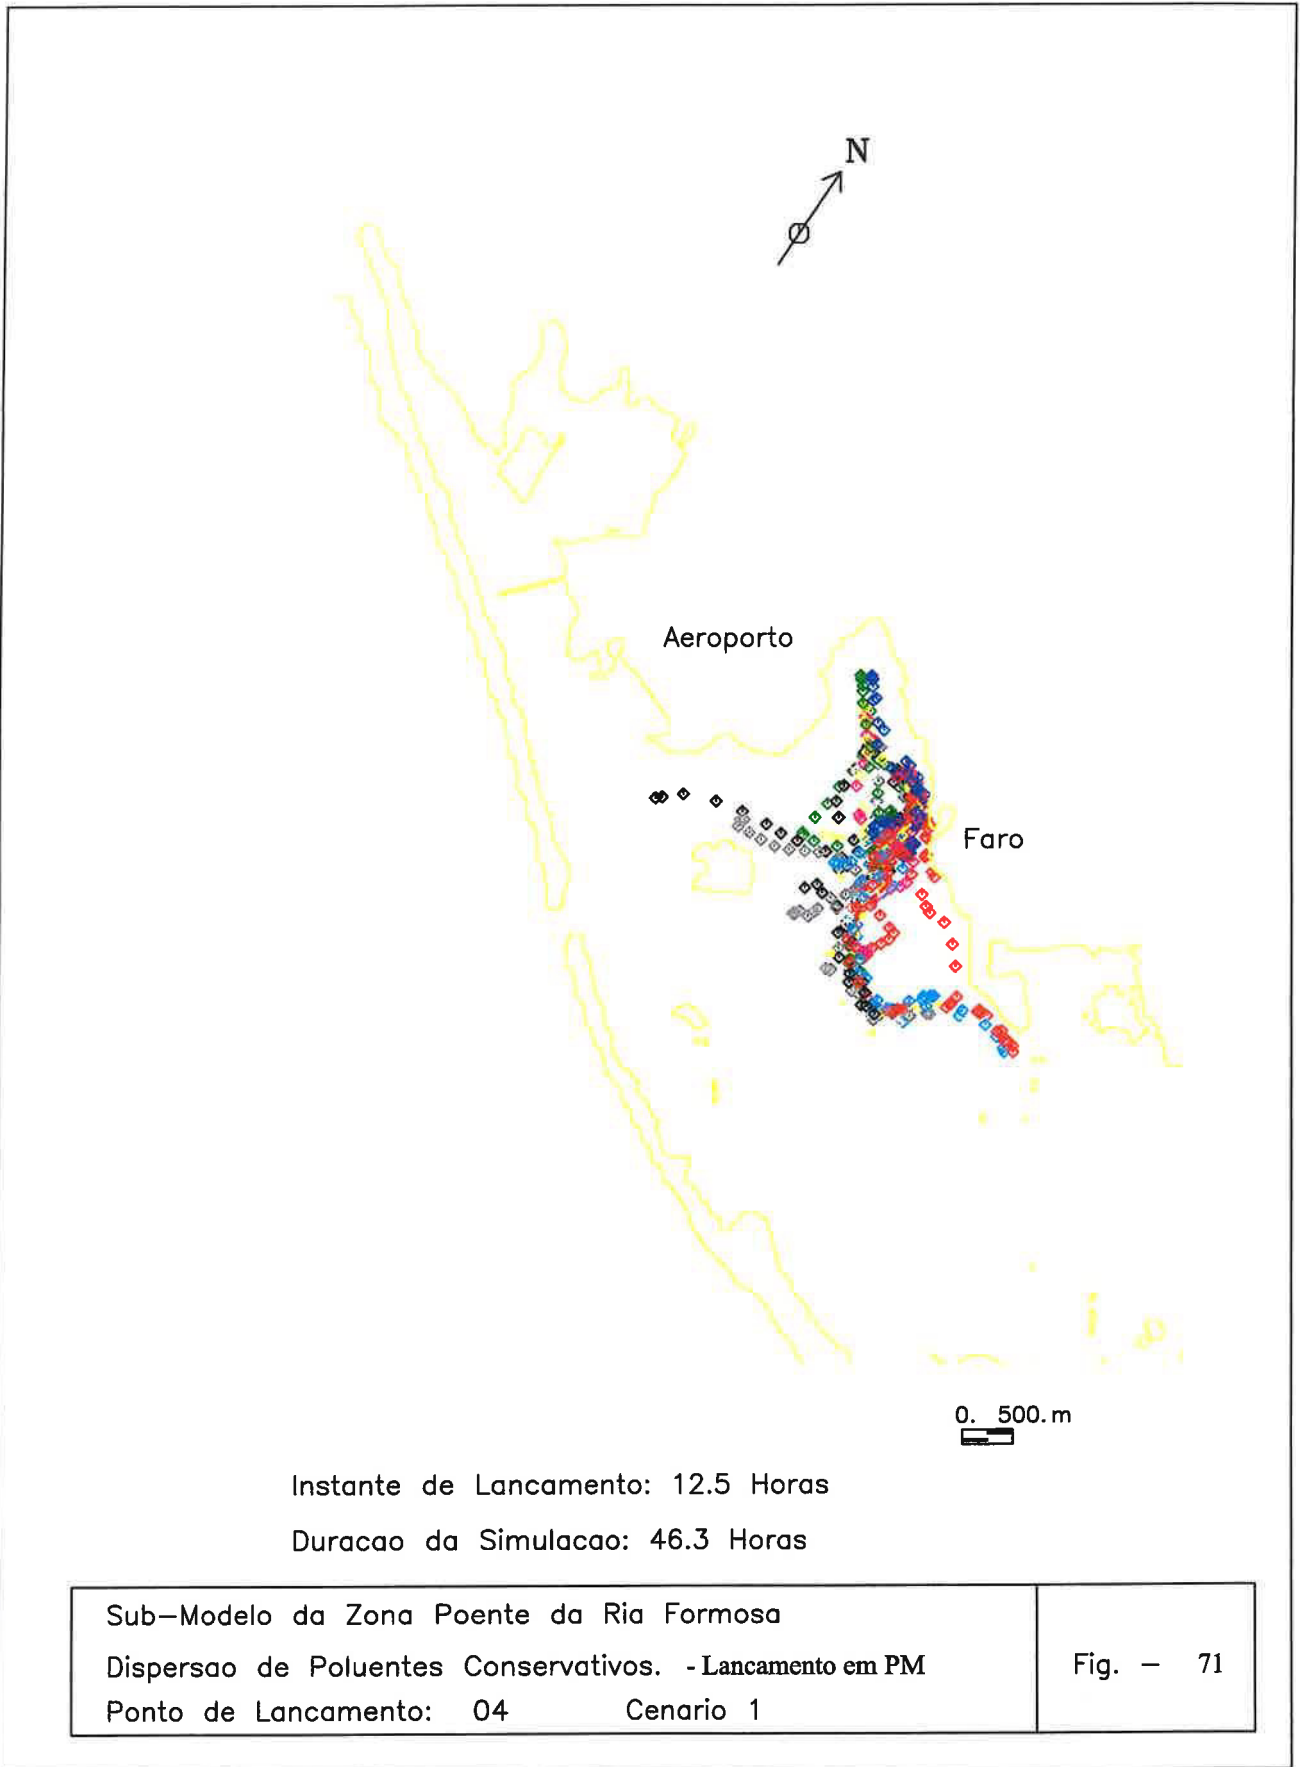 N
Aeroporto
Faro
0. 500.m
Instante de Lancamento: 12.5 Horas
Duracao da Simulacao: 46.3 Horas
Sub-Modelo da Zona Poente da Ria Formosa
Dispersao de Poluentes Conservativos. - Lancamento em PM
Ponto de Lancamento: 04 Cenario 1
Fig. - 71